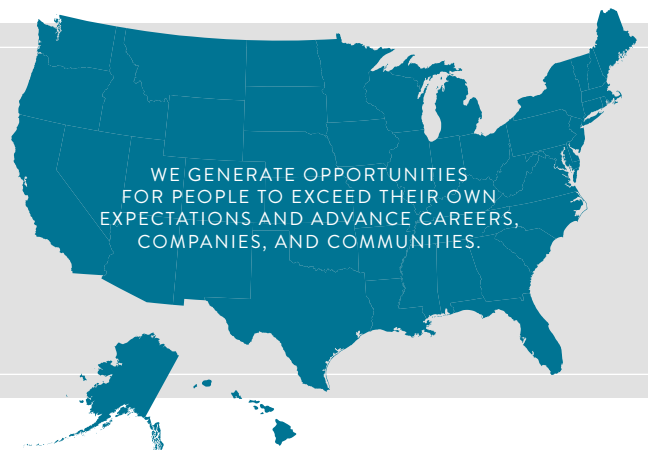 WE GENERATE OPPORTUNITIES
FOR PEOPLE TO EXCEED THEIR OWN
EXPECTATIONS AND ADVANCE CAREERS,
COMPANIES, AND COMMUNITIES.